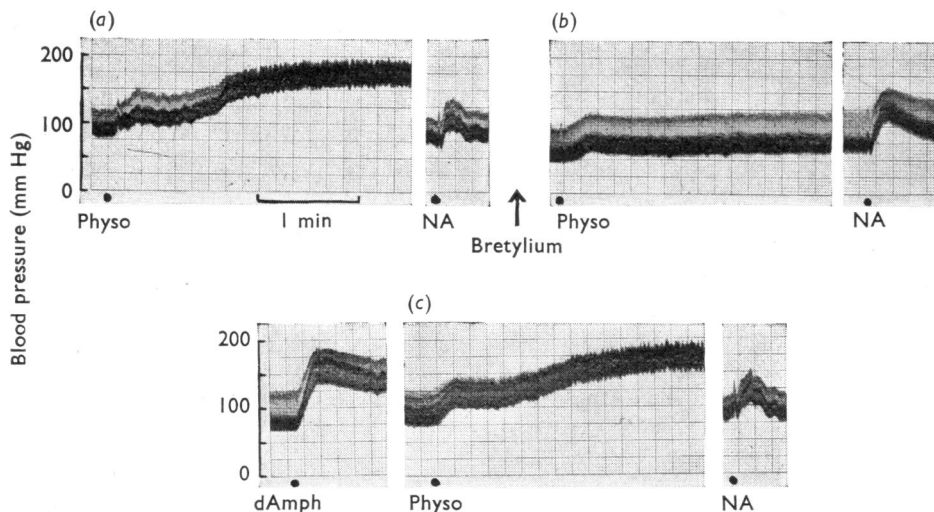 (a)
(b)
Blood pressure (mm Hg)
200
100
0
Physo
1 min
NA
Bretylium
Physo
NA
(c)
200
100
0
dAmph
Physo
NA